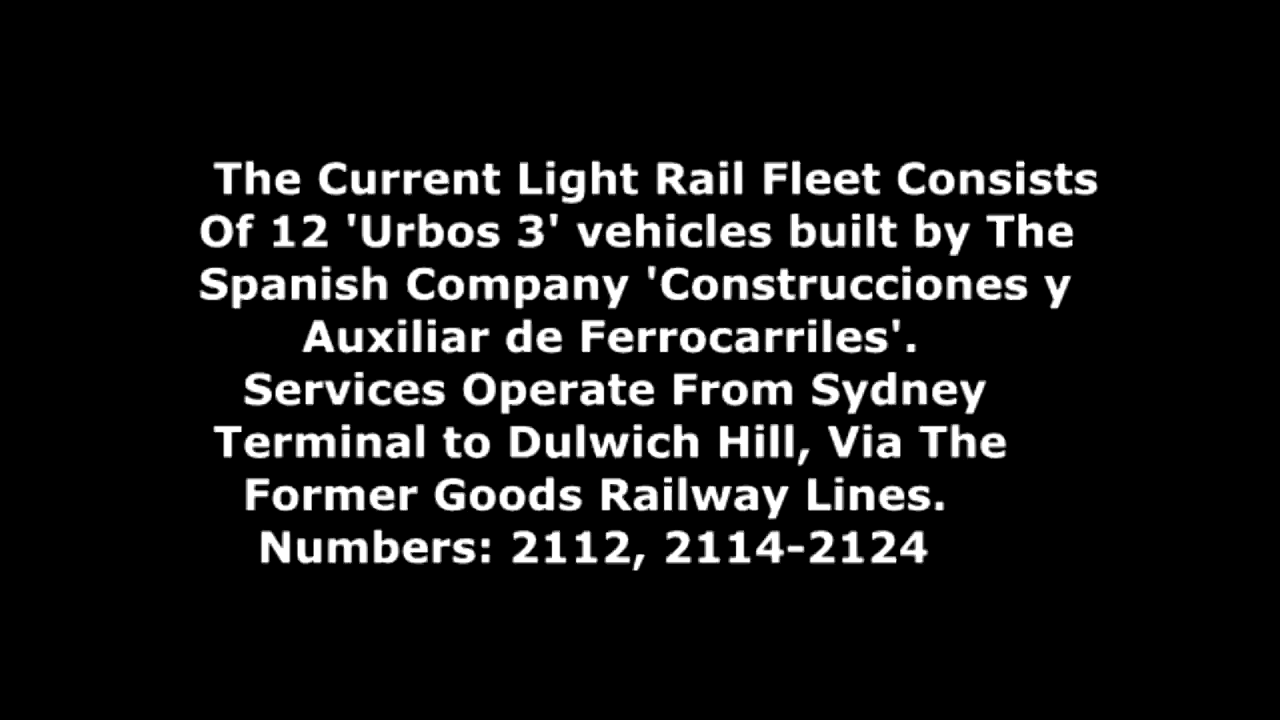 The Current Light Rail Fleet Consists
Of 12 'Urbos 3' vehicles built by The
Spanish Company 'Construcciones y
Auxiliar de Ferrocarriles'.
Services Operate From Sydney
Terminal to Dulwich Hill, Via The
Former Goods Railway Lines.
Numbers: 2112, 2114-2124